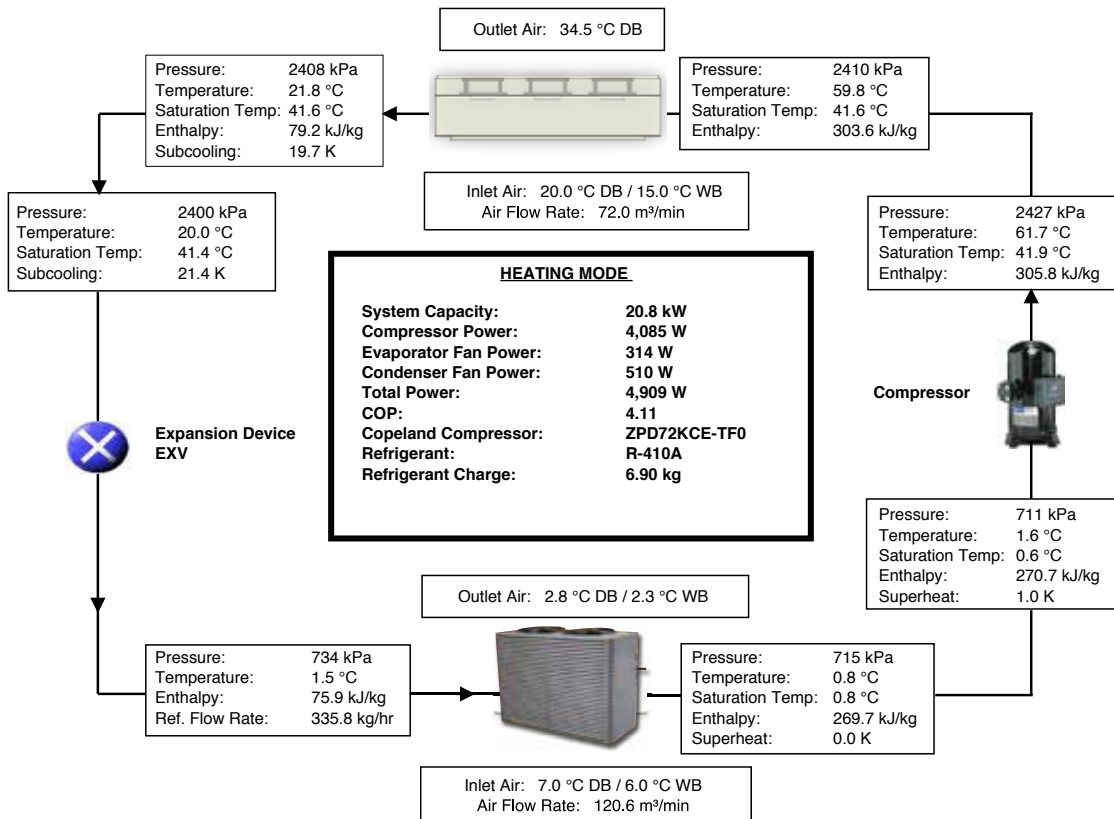 Outlet Air: 34.5 °C DB
Pressure: 2408 kPa
Temperature: 21.8 °C
Saturation Temp: 41.6 °C
Enthalpy: 79.2 kJ/kg
Subcooling: 19.7 K
Pressure: 2410 kPa
Temperature: 59.8 °C
Saturation Temp: 41.6 °C
Enthalpy: 303.6 kJ/kg
Inlet Air: 20.0 °C DB / 15.0 °C WB
Air Flow Rate: 72.0 m³/min
Pressure: 2400 kPa
Temperature: 20.0 °C
Saturation Temp: 41.4 °C
Subcooling: 21.4 K
Pressure: 2427 kPa
Temperature: 61.7 °C
Saturation Temp: 41.9 °C
Enthalpy: 305.8 kJ/kg
HEATING MODE
System Capacity: 20.8 kW
Compressor Power: 4,085 W
Evaporator Fan Power: 314 W
Condenser Fan Power: 510 W
Total Power: 4,909 W
COP: 4.11
Copeland Compressor: ZPD72KCE-TF0
Refrigerant: R-410A
Refrigerant Charge: 6.90 kg
Compressor
Expansion Device
EXV
Pressure: 711 kPa
Temperature: 1.6 °C
Saturation Temp: 0.6 °C
Enthalpy: 270.7 kJ/kg
Superheat: 1.0 K
Outlet Air: 2.8 °C DB / 2.3 °C WB
Pressure: 734 kPa
Temperature: 1.5 °C
Enthalpy: 75.9 kJ/kg
Ref. Flow Rate: 335.8 kg/hr
Pressure: 715 kPa
Temperature: 0.8 °C
Saturation Temp: 0.8 °C
Enthalpy: 269.7 kJ/kg
Superheat: 0.0 K
Inlet Air: 7.0 °C DB / 6.0 °C WB
Air Flow Rate: 120.6 m³/min